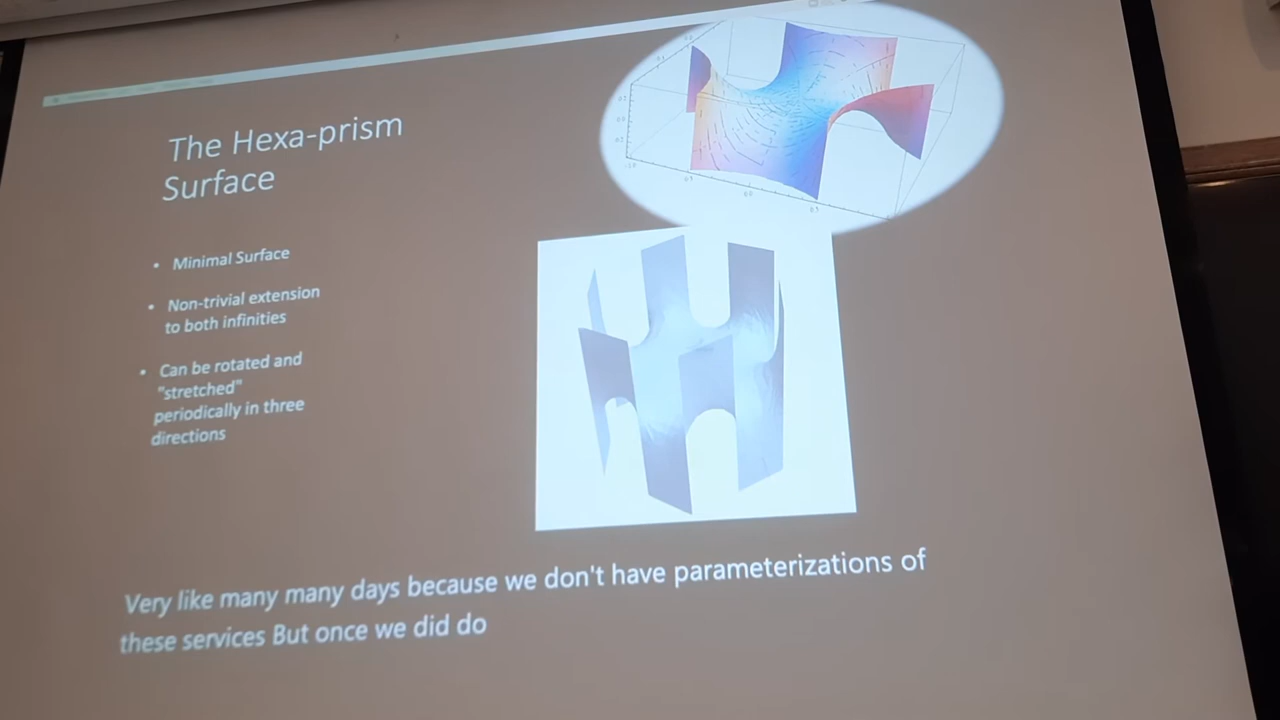 The Hexa-prism
Surface
• Minimal Surface
• Non-trivial extension
to both infinities
• Can be rotated and
"stretched"
periodically in three
directions
Very like many many days because we don't have parameterizations of
these services But once we did do